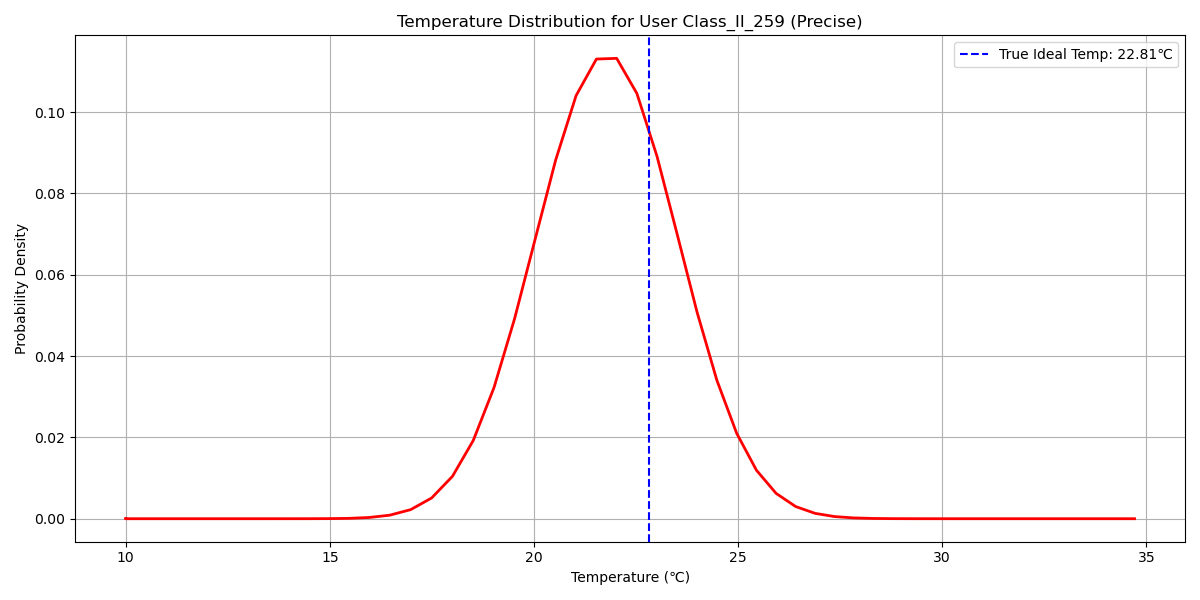 Temperature Distribution for User Class_II_259 (Precise)
True Ideal Temp: 22.81℃
Probability Density
0.10
0.08
0.06
0.04
0.02
0.00
10 15 20 25 30 35
Temperature (℃)